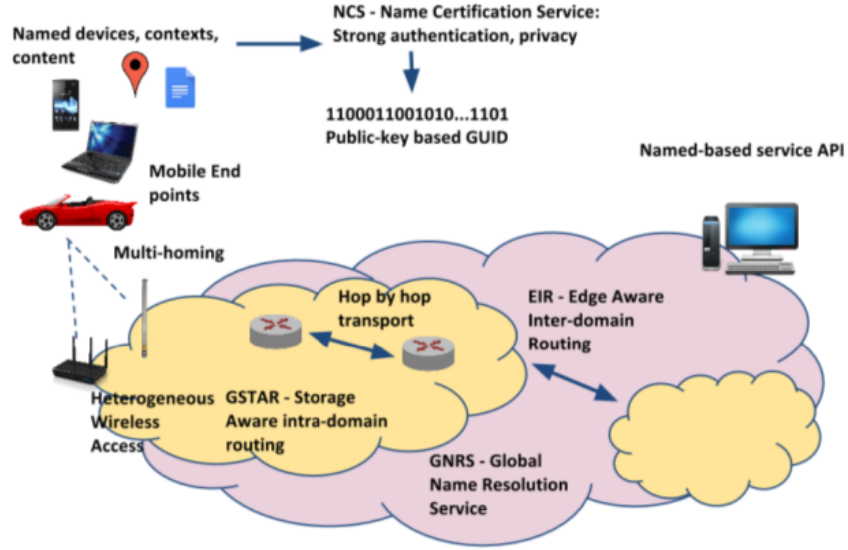 Named devices, contexts,
content
NCS - Name Certification Service:
Strong authentication, privacy
1100011001010...1101
Public-key based GUID
Named-based service API
Mobile End
points
Multi-homing
Hop by hop
transport
EIR - Edge Aware
Inter-domain
Routing
Heterogeneous
Wireless
Access
GSTAR - Storage
Aware intra-domain
routing
GNRS - Global
Name Resolution
Service